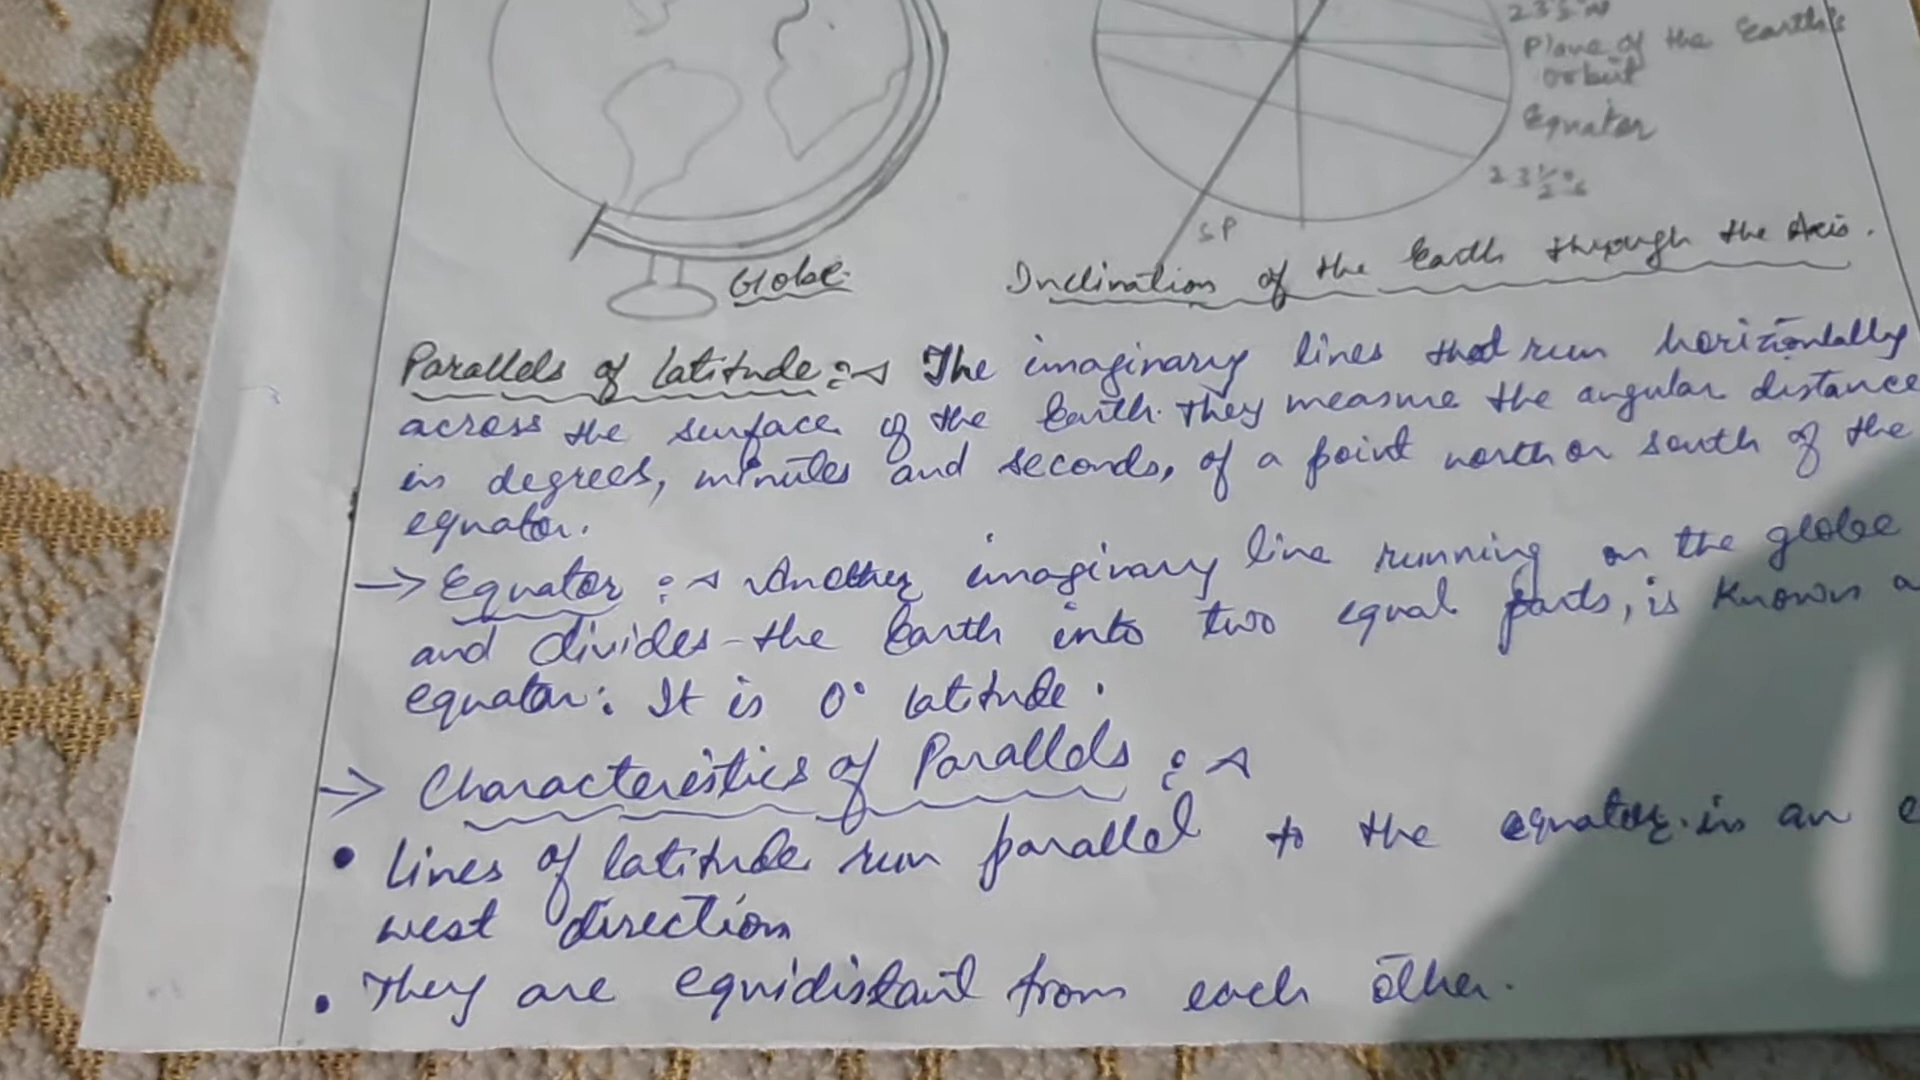 23½°N
Plane of the Earth's
orbit
Equator
23½°S
SP
Globe.
Inclination of the Earth through the Axis.
Parallels of latitude :- The imaginary lines that run horizontally
across the surface of the Earth. They measure the angular distance
in degrees, minutes and seconds, of a point north or south of the
equator.
→ Equator :- Another imaginary line running on the globe
and divides the Earth into two equal parts, is known a
equator. It is 0° latitude.
→ Characteristics of Parallels :-
• Lines of latitude run parallel to the equator in an e
west direction
• They are equidistant from each other.